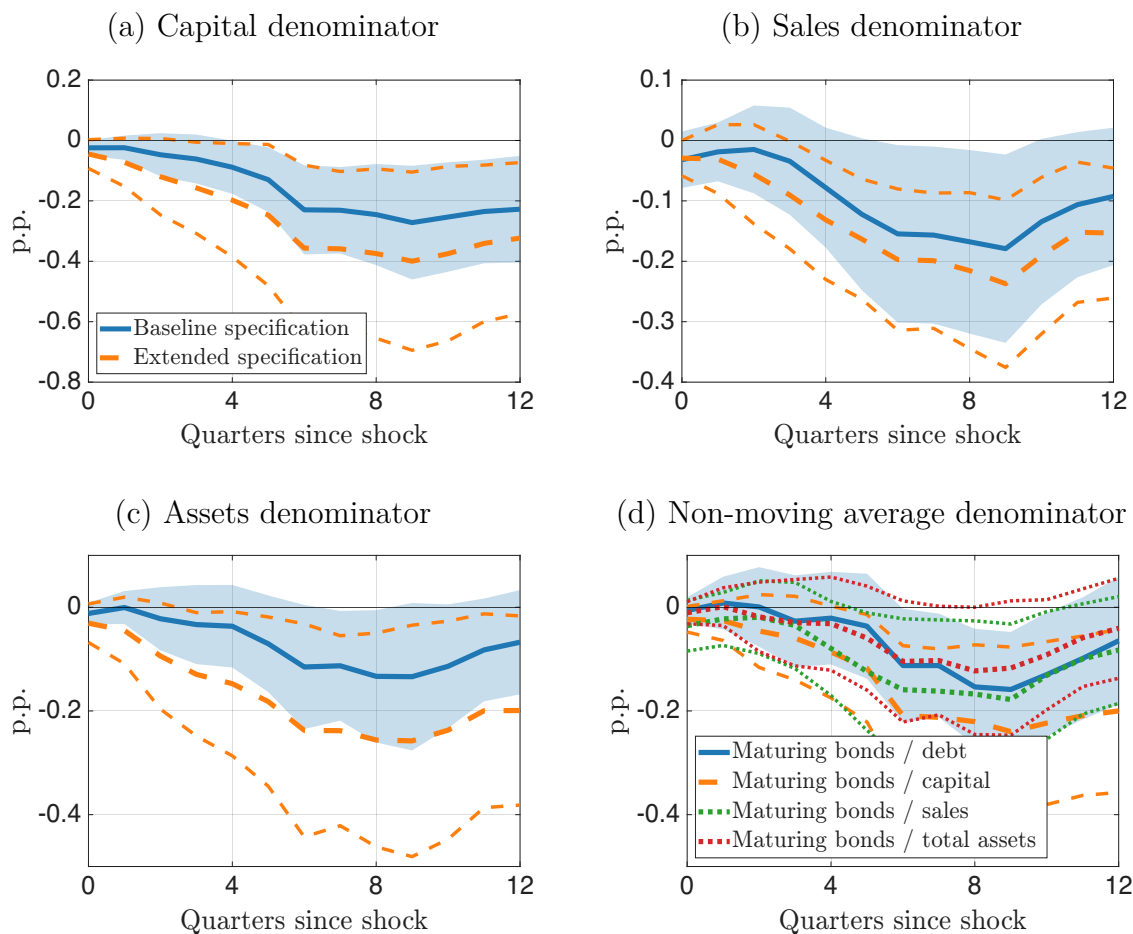 (a) Capital denominator
0.2
0
-0.2
-0.4
-0.6
-0.8
p.p.
Baseline specification
Extended specification
0
4
8
12
Quarters since shock
(b) Sales denominator
0.1
0
-0.1
-0.2
-0.3
-0.4
p.p.
0
4
8
12
Quarters since shock
(c) Assets denominator
0
-0.2
-0.4
p.p.
0
4
8
12
Quarters since shock
(d) Non-moving average denominator
0
-0.2
-0.4
p.p.
Maturing bonds / debt
Maturing bonds / capital
Maturing bonds / sales
Maturing bonds / total assets
0
4
8
12
Quarters since shock